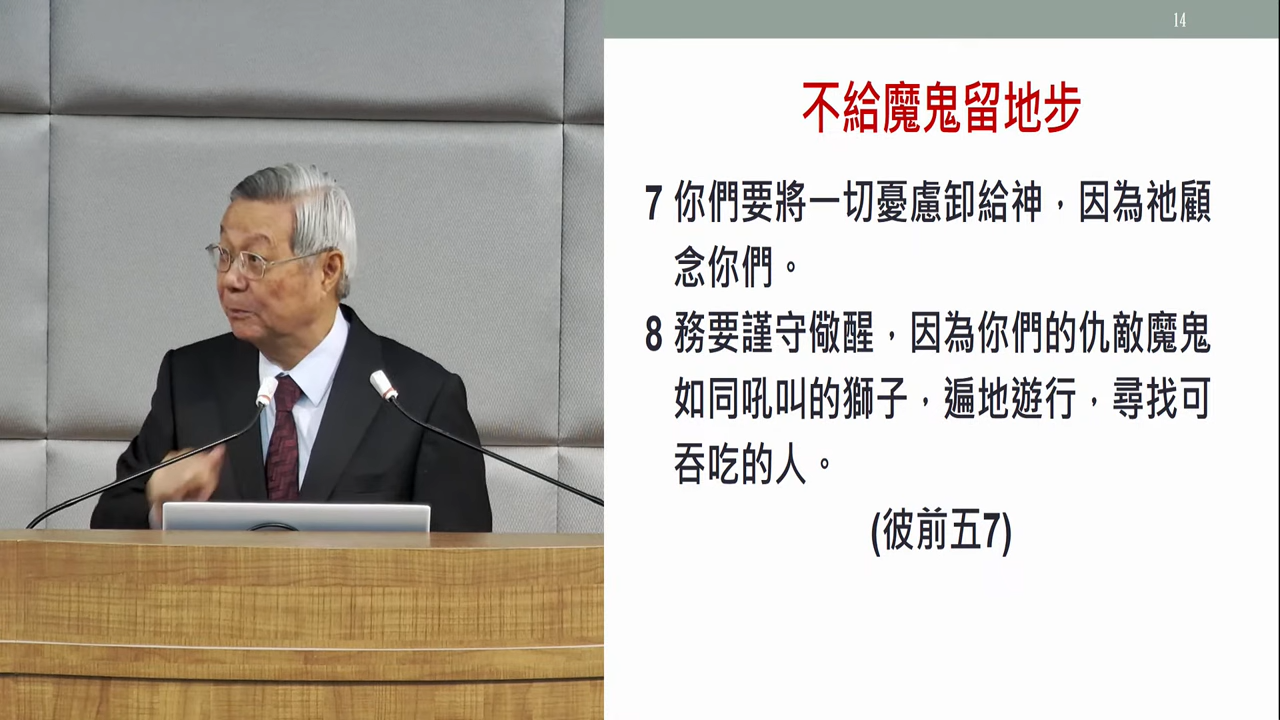 14
不給魔鬼留地步
7 你們要將一切憂慮卸給神，因為祂顧
念你們。
8 務要謹守儆醒，因為你們的仇敵魔鬼
如同吼叫的獅子，遍地遊行，尋找可
吞吃的人。
(彼前五7)